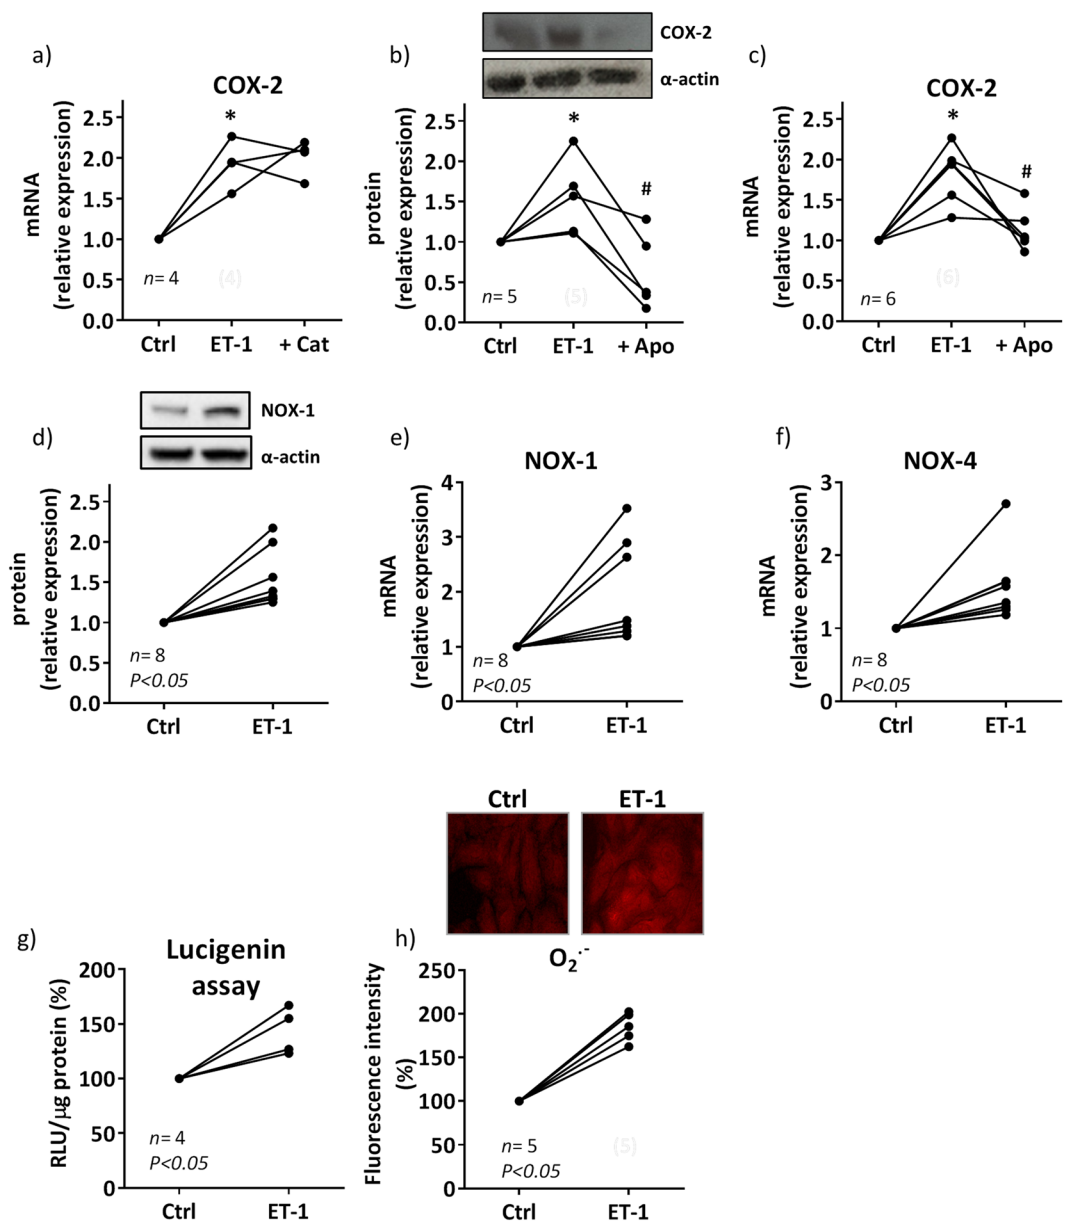 a)
COX-2
mRNA
(relative expression)
2.5
2.0
1.5
1.0
0.5
0.0
*
n= 4
(4)
Ctrl
ET-1
+ Cat
b)
COX-2
α-actin
protein
(relative expression)
2.5
2.0
1.5
1.0
0.5
0.0
*
#
n= 5
(5)
Ctrl
ET-1
+ Apo
c)
COX-2
mRNA
(relative expression)
2.5
2.0
1.5
1.0
0.5
0.0
*
#
n= 6
(6)
Ctrl
ET-1
+ Apo
d)
NOX-1
α-actin
protein
(relative expression)
2.5
2.0
1.5
1.0
0.5
0.0
n= 8
P<0.05
Ctrl
ET-1
e)
NOX-1
mRNA
(relative expression)
4
3
2
1
0
n= 8
P<0.05
Ctrl
ET-1
f)
NOX-4
mRNA
(relative expression)
3
2
1
0
n= 8
P<0.05
Ctrl
ET-1
g)
Lucigenin
assay
RLU/μg protein (%)
200
150
100
50
0
n= 4
P<0.05
Ctrl
ET-1
h)
Ctrl
ET-1
O₂·⁻
Fluorescence intensity
(%)
250
200
150
100
50
0
n= 5
(5)
P<0.05
Ctrl
ET-1